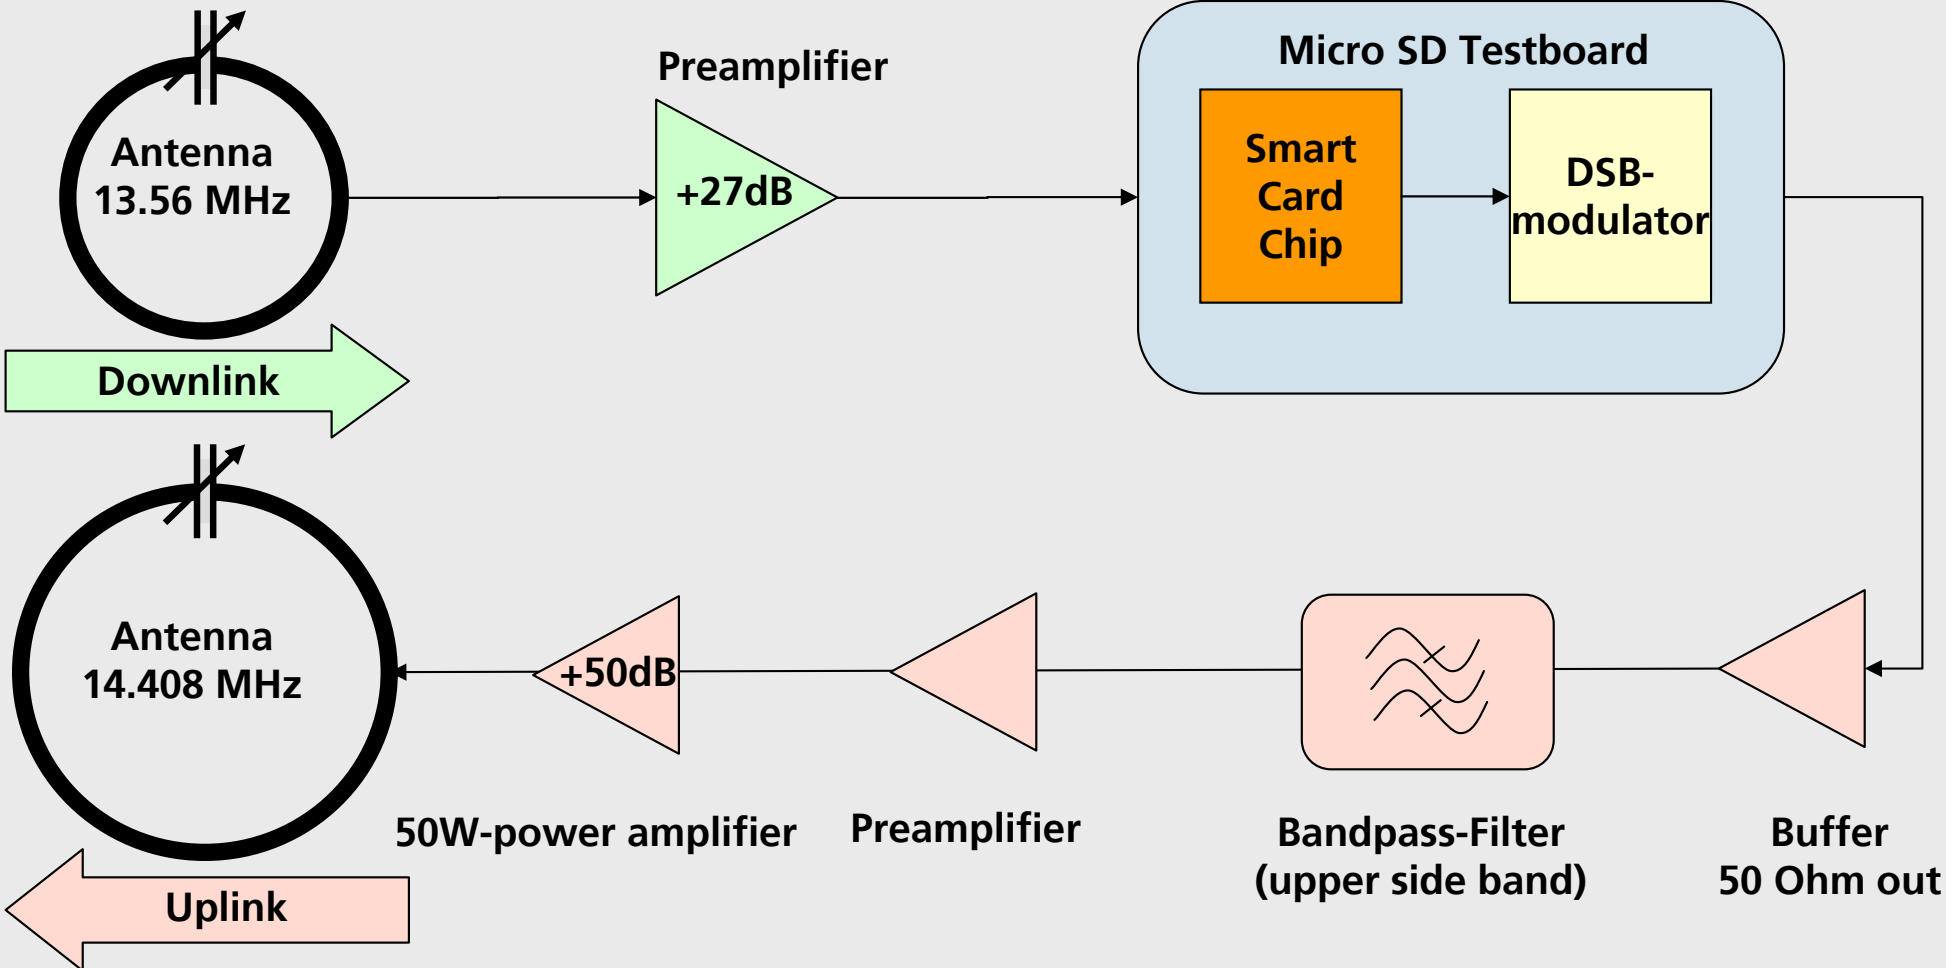 Preamplifier
Micro SD Testboard
Antenna
13.56 MHz
+27dB
Smart
Card
Chip
DSB-
modulator
Downlink
Antenna
14.408 MHz
+50dB
50W-power amplifier
Preamplifier
Bandpass-Filter
(upper side band)
Buffer
50 Ohm out
Uplink